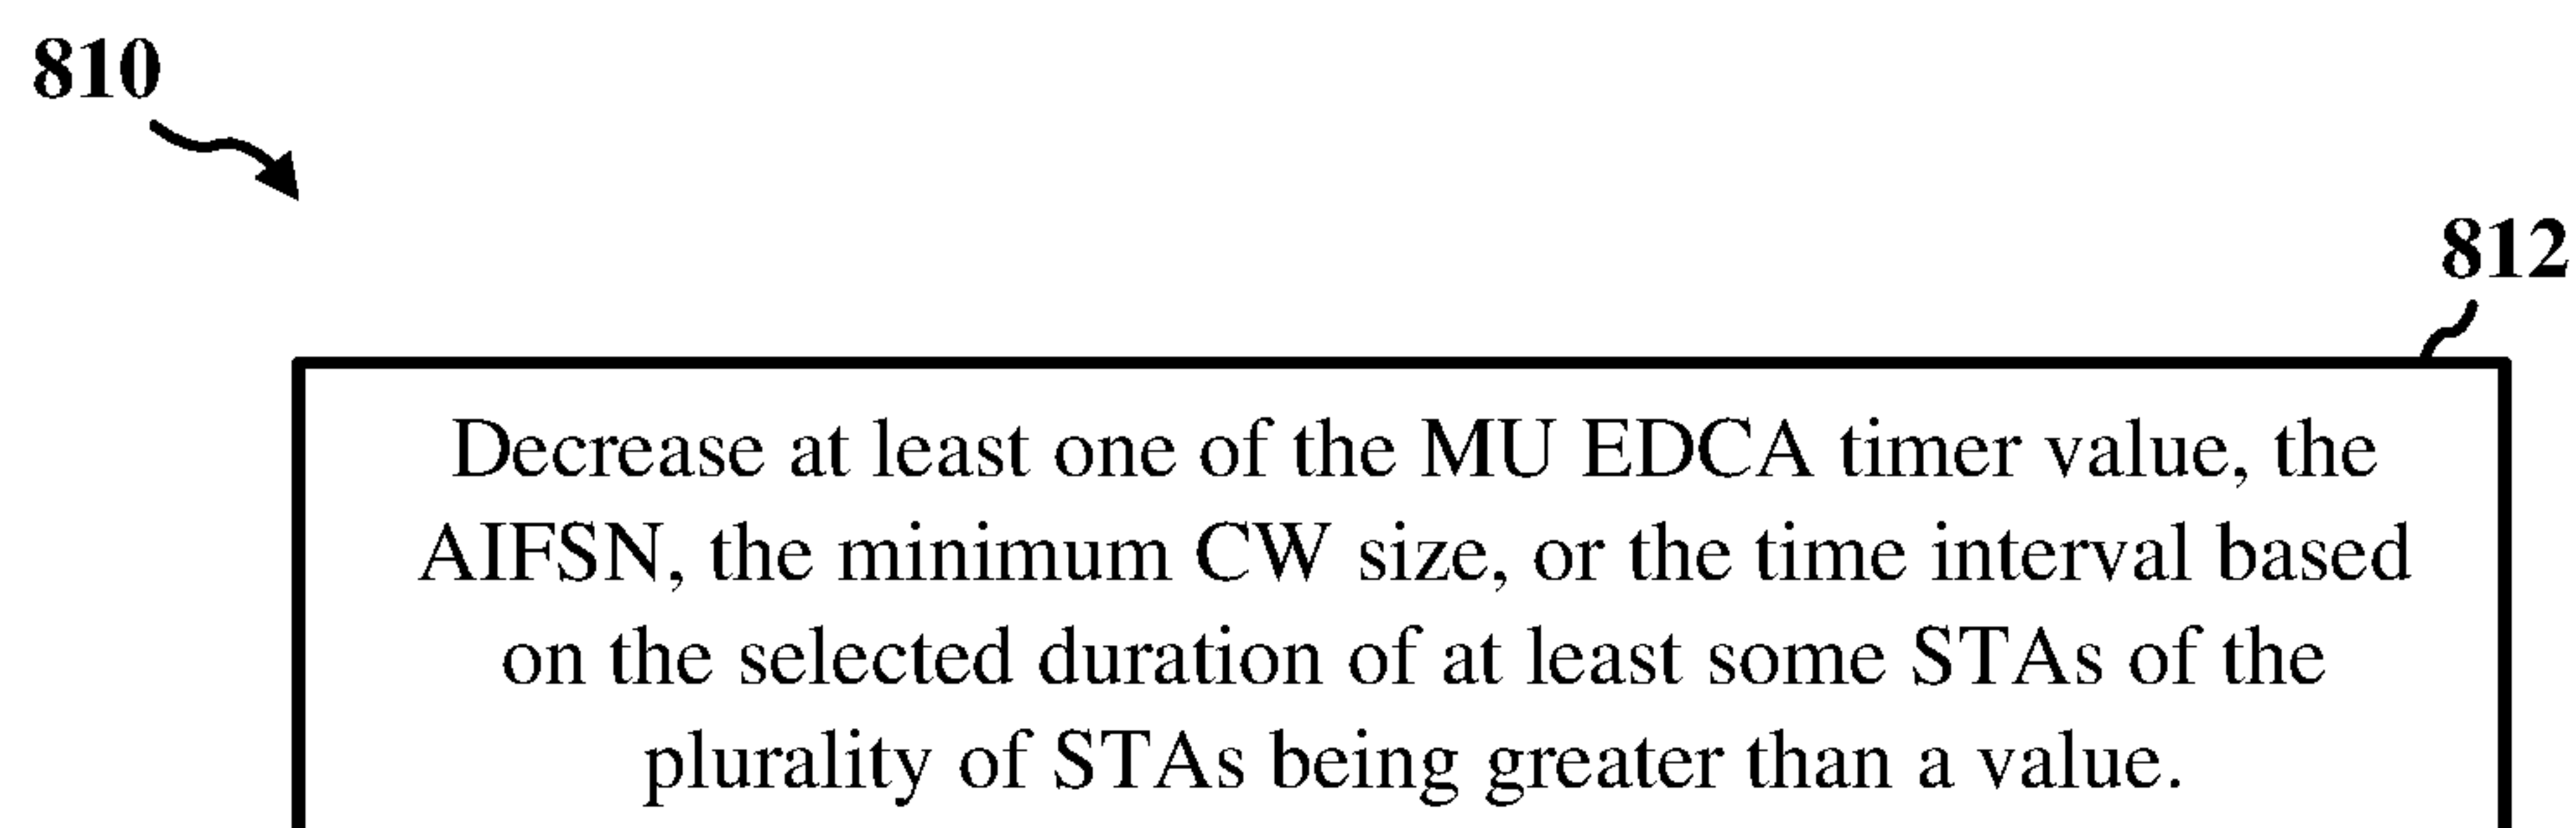 810
812
Decrease at least one of the MU EDCA timer value, the
AIFSN, the minimum CW size, or the time interval based
on the selected duration of at least some STAs of the
plurality of STAs being greater than a value.